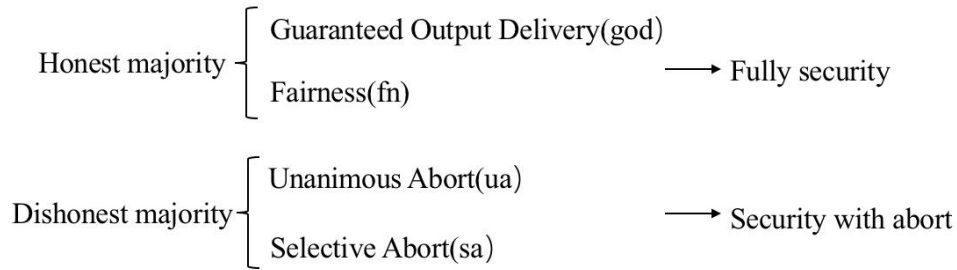 Guaranteed Output Delivery(god)
Honest majority
Fully security
Fairness(fn)
Unanimous Abort(ua)
Dishonest majority
Security with abort
Selective Abort(sa)